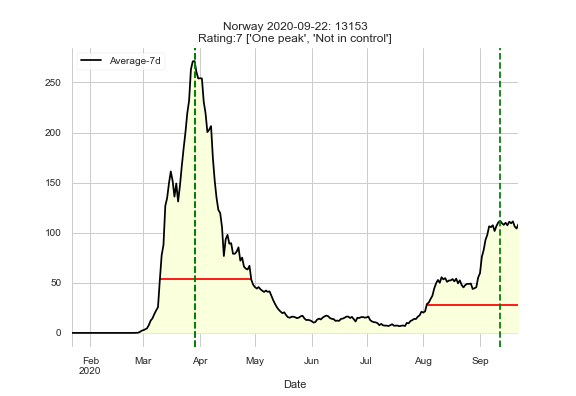 Norway 2020-09-22: 13153
Rating:7 ['One peak', 'Not in control']
Average-7d
250
200
150
100
50
0
Feb
2020
Mar
Apr
May
Jun
Jul
Aug
Sep
Date